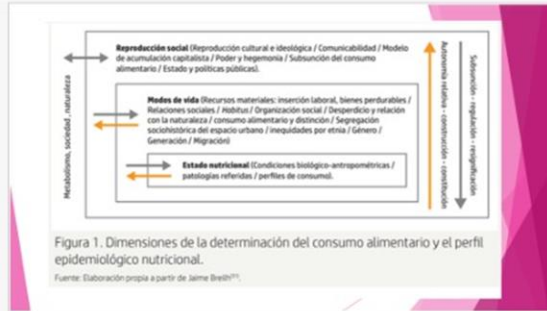 Reproducción social (Reproducción cultural e ideológica / Comunicabilidad / Modelo
de acumulación capitalista / Poder y hegemonía / Subsunción del consumo
alimentario / Estado y políticas públicas).
Modos de vida (Recursos materiales: inserción laboral, bienes perdurables /
Relaciones sociales / Habitus / Organización social / Desperdicio y relación
con la naturaleza / consumo alimentario y distinción / Segregación
sociohistórica del espacio urbano / inequidades por etnia / Género /
Generación / Migración)
Estado nutricional (Condiciones biológico-antropométricas /
patologías referidas / perfiles de consumo).
Metabolismo, sociedad , naturaleza
Autonomía relativa - construcción - constitución
Subsunción - regulación - resignificación
Figura 1. Dimensiones de la determinación del consumo alimentario y el perfil
epidemiológico nutricional.
Fuente: Elaboración propia a partir de Jaime Breilh